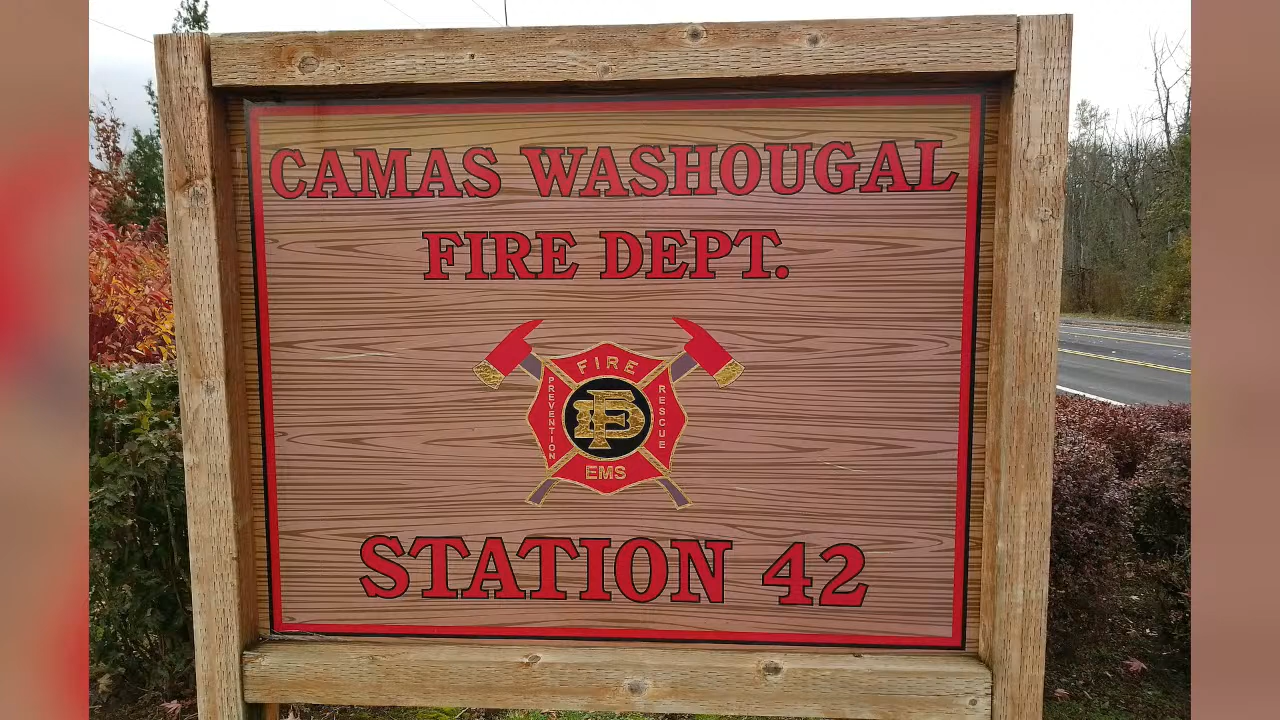 CAMAS WASHOUGAL
FIRE DEPT.
FIRE
PREVENTION
RESCUE
FD
EMS
STATION 42